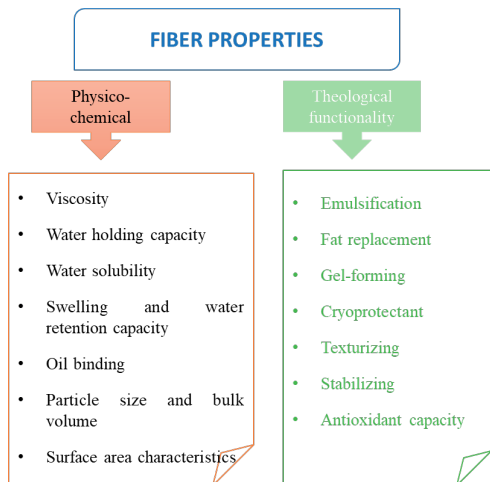 FIBER PROPERTIES
Physico-
chemical
• Viscosity
• Water holding capacity
• Water solubility
• Swelling and water
retention capacity
• Oil binding
• Particle size and bulk
volume
• Surface area characteristics
Theological
functionality
• Emulsification
• Fat replacement
• Gel-forming
• Cryoprotectant
• Texturizing
• Stabilizing
• Antioxidant capacity